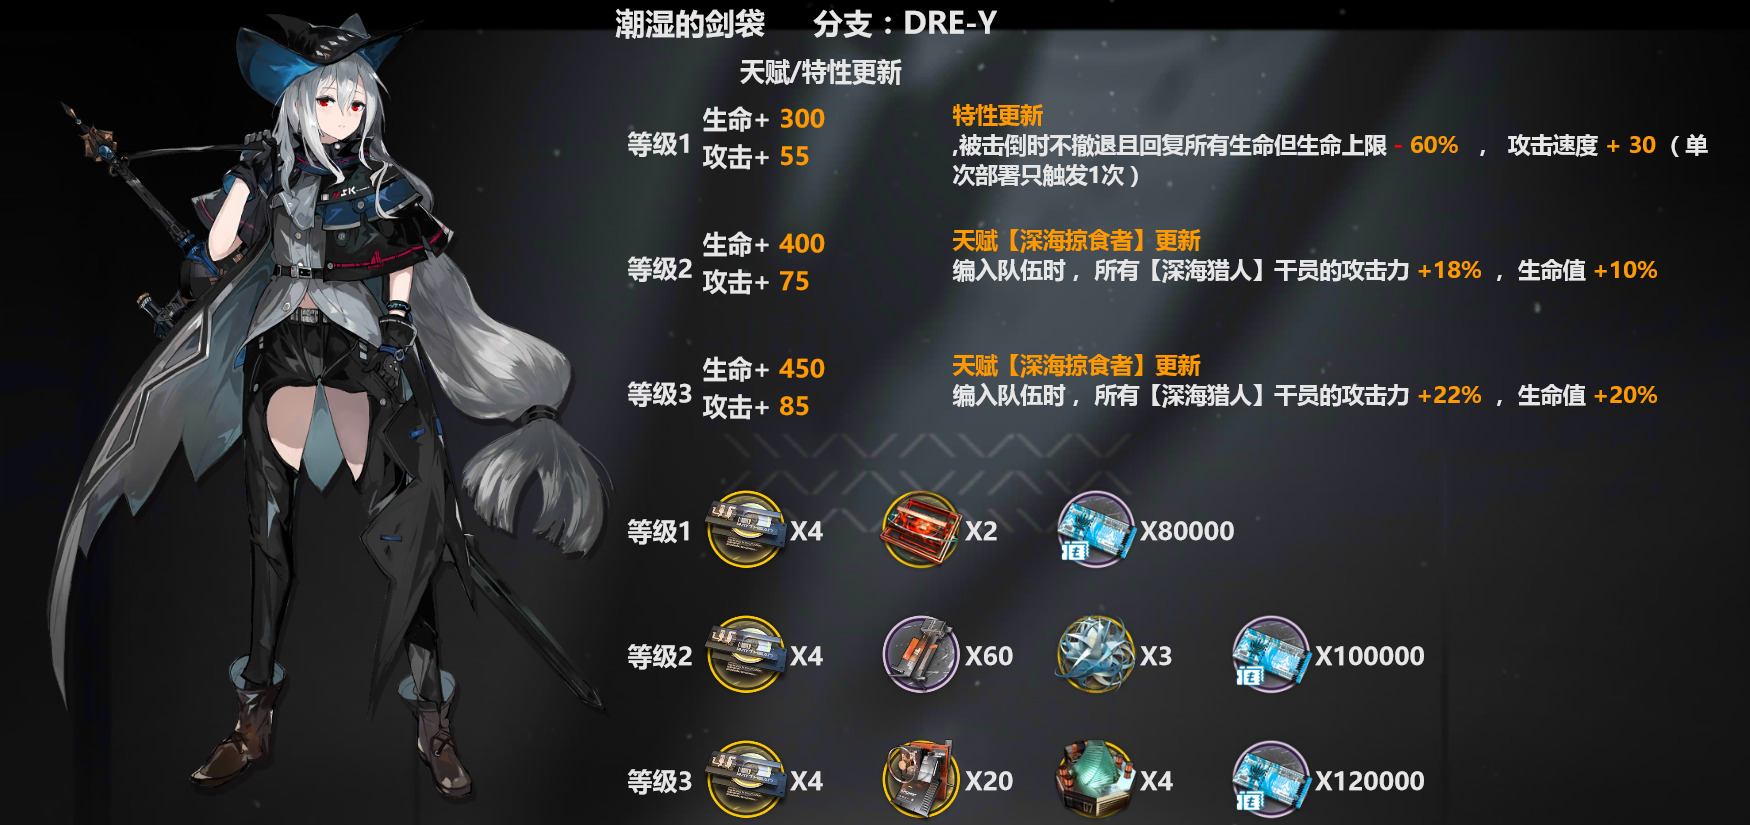 潮湿的剑袋 分支：DRE-Y
天赋/特性更新
等级1
生命+ 300
攻击+ 55
特性更新
,被击倒时不撤退且回复所有生命但生命上限 - 60% ， 攻击速度 + 30（单
次部署只触发1次）
等级2
生命+ 400
攻击+ 75
天赋【深海掠食者】更新
编入队伍时，所有【深海猎人】干员的攻击力 +18% ，生命值 +10%
等级3
生命+ 450
攻击+ 85
天赋【深海掠食者】更新
编入队伍时，所有【深海猎人】干员的攻击力 +22% ，生命值 +20%
等级1 X4 X2 X80000
等级2 X4 X60 X3 X100000
等级3 X4 X20 X4 X120000